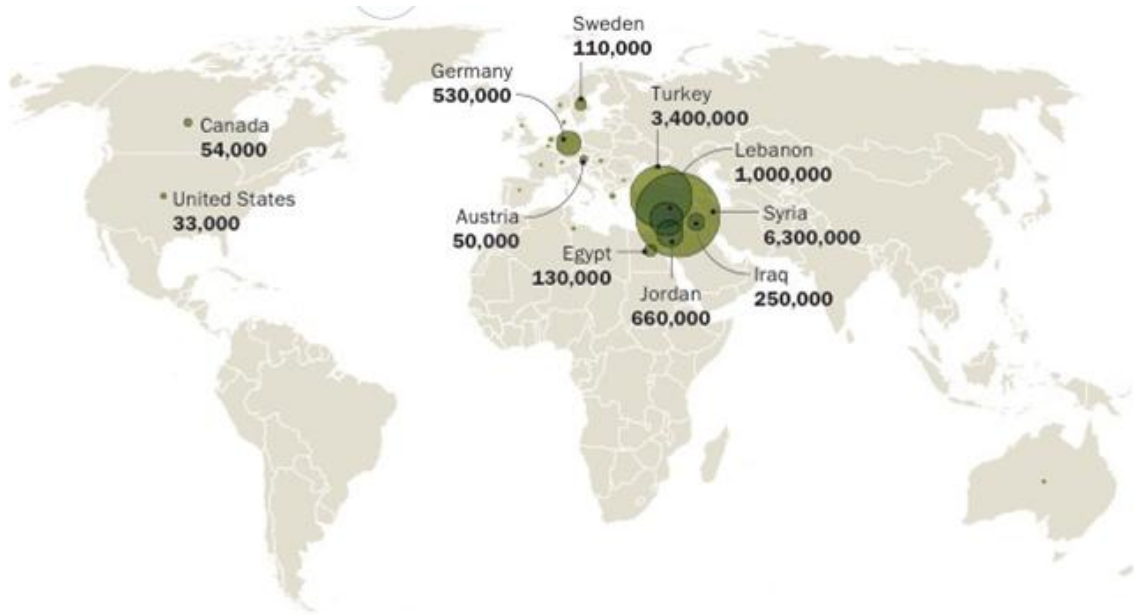 Sweden
110,000
Germany
530,000
Turkey
3,400,000
Canada
54,000
Lebanon
1,000,000
United States
33,000
Austria
50,000
Syria
6,300,000
Egypt
130,000
Iraq
250,000
Jordan
660,000